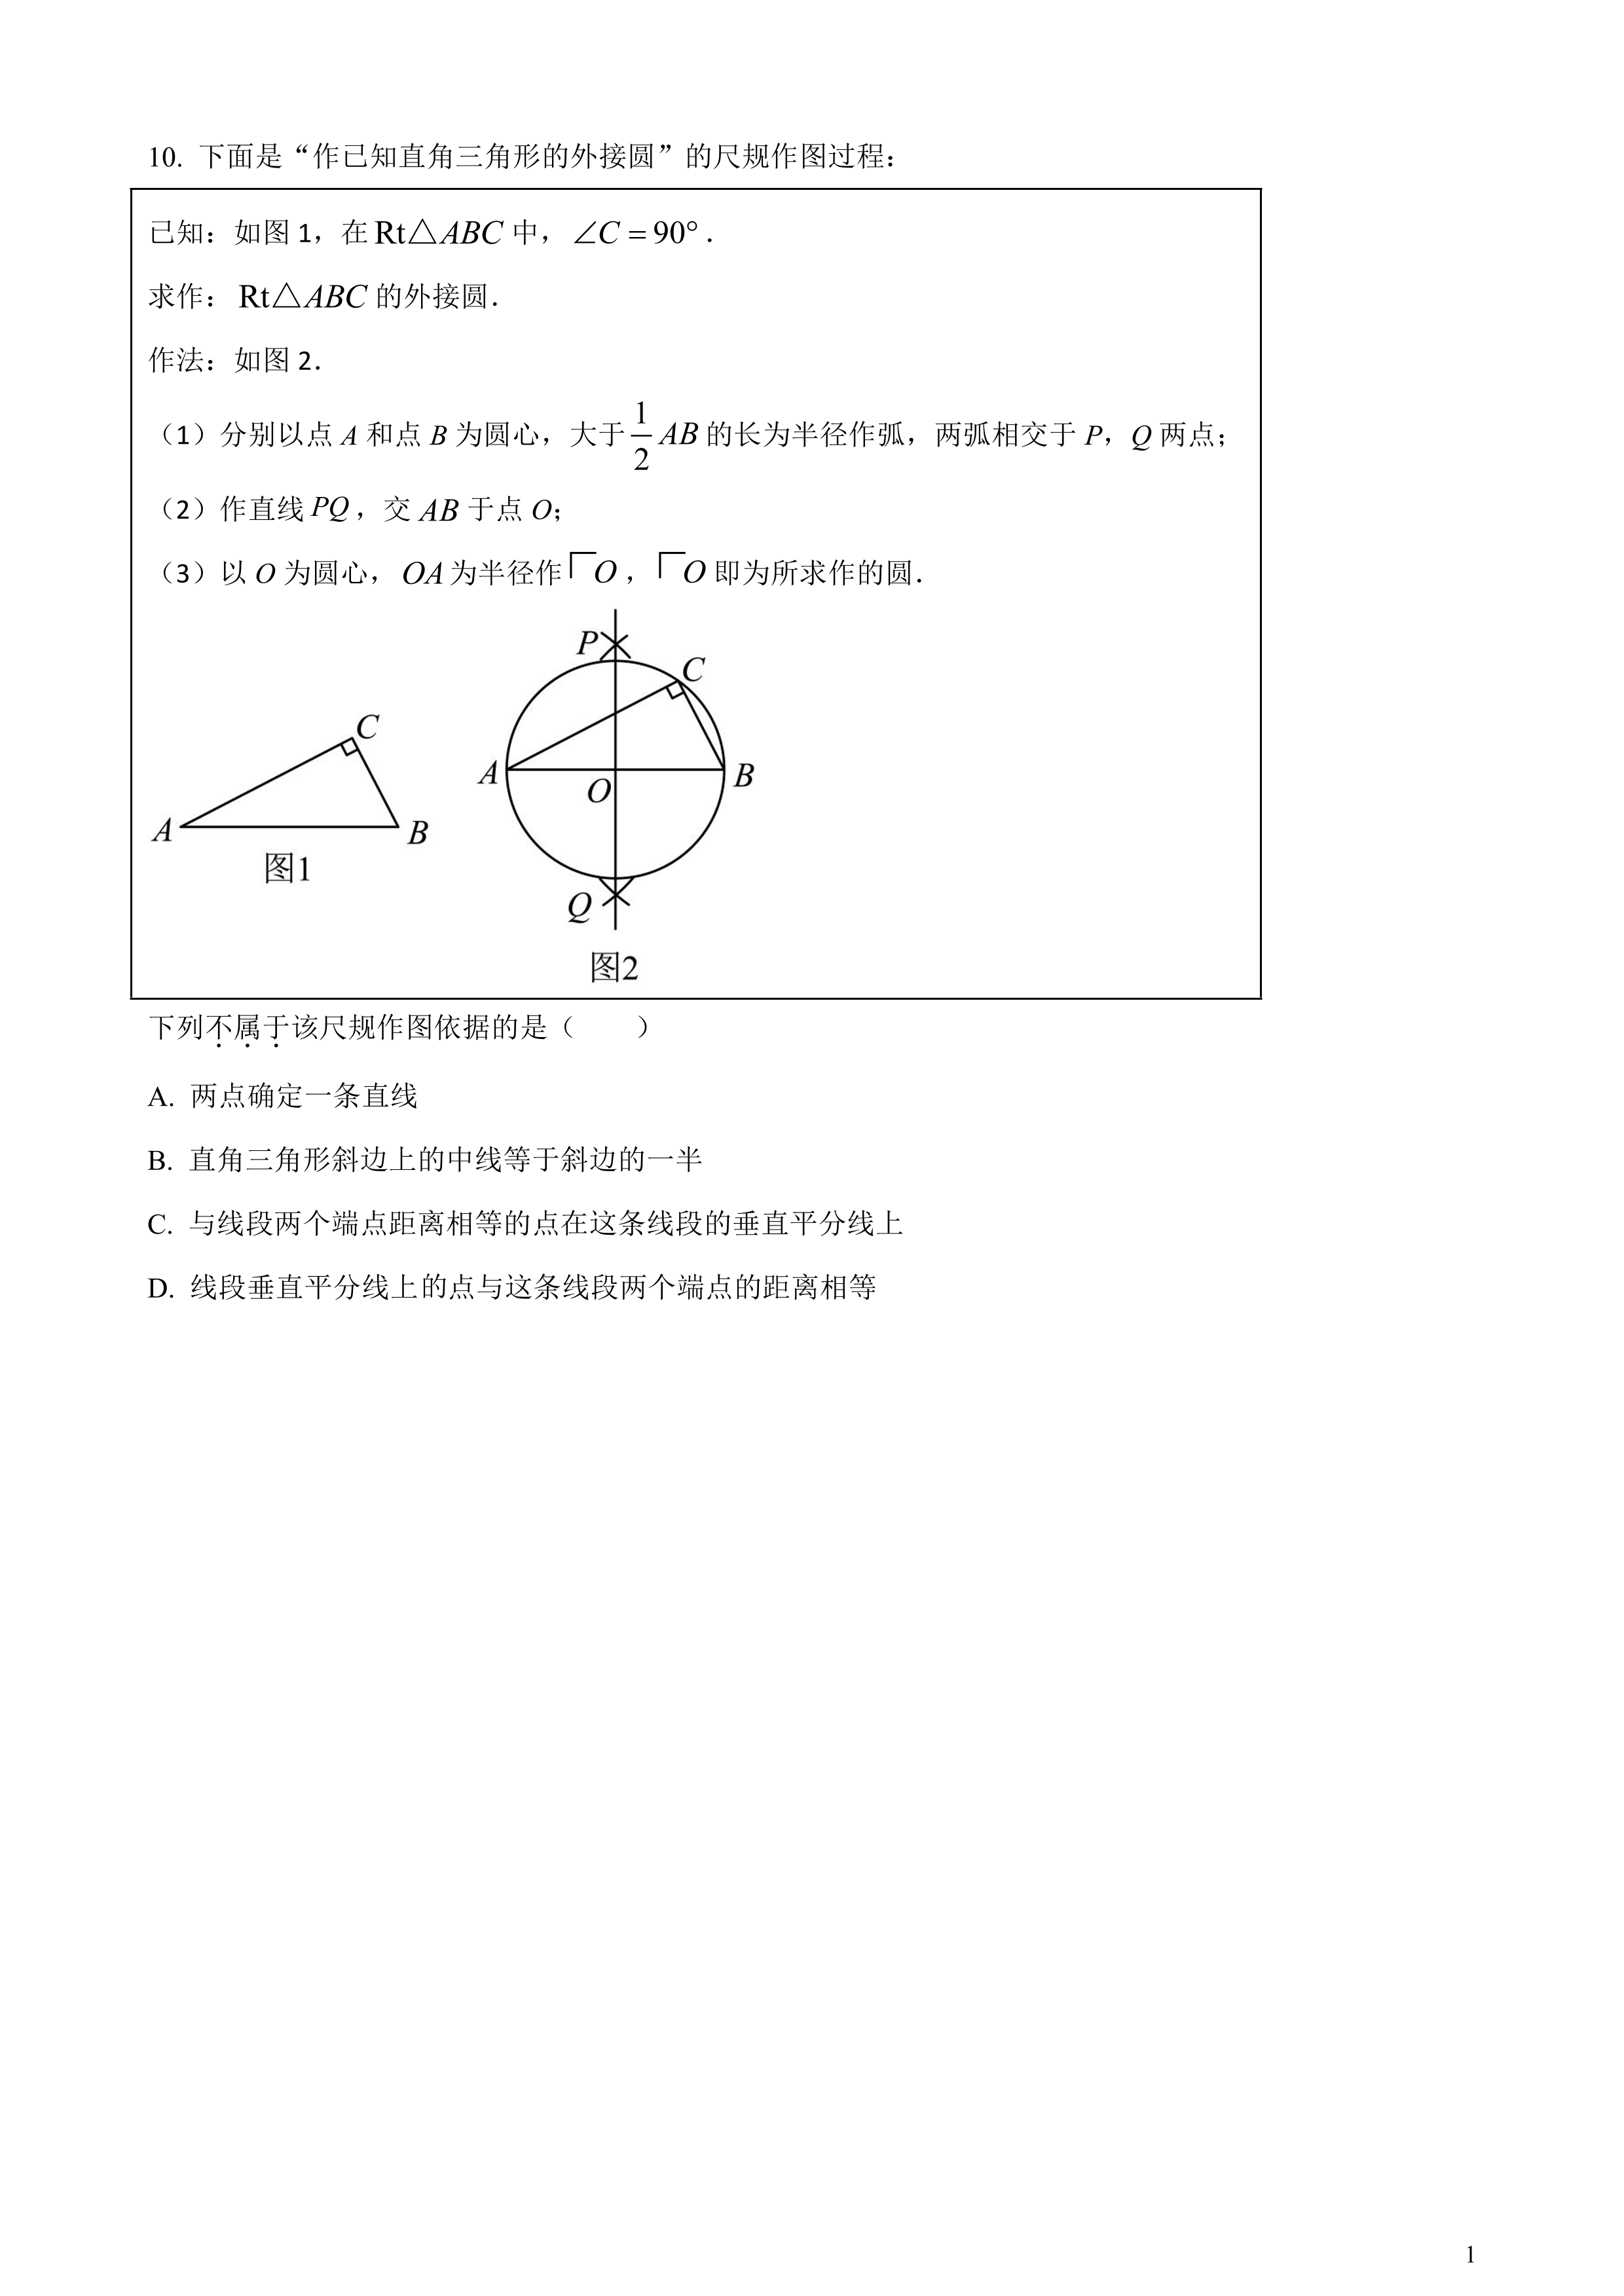 10. 下面是“作已知直角三角形的外接圆”的尺规作图过程：
已知：如图 1，在 Rt△ABC 中，∠C = 90°．
求作：Rt△ABC 的外接圆．
作法：如图 2．
（1）分别以点 A 和点 B 为圆心，大于 1/2 AB 的长为半径作弧，两弧相交于 P，Q 两点；
（2）作直线 PQ，交 AB 于点 O；
（3）以 O 为圆心，OA 为半径作⎾O，⎾O 即为所求作的圆．
A
C
B
图1
P
C
A
O
B
Q
图2
下列不属于该尺规作图依据的是（　　）
A. 两点确定一条直线
B. 直角三角形斜边上的中线等于斜边的一半
C. 与线段两个端点距离相等的点在这条线段的垂直平分线上
D. 线段垂直平分线上的点与这条线段两个端点的距离相等
1